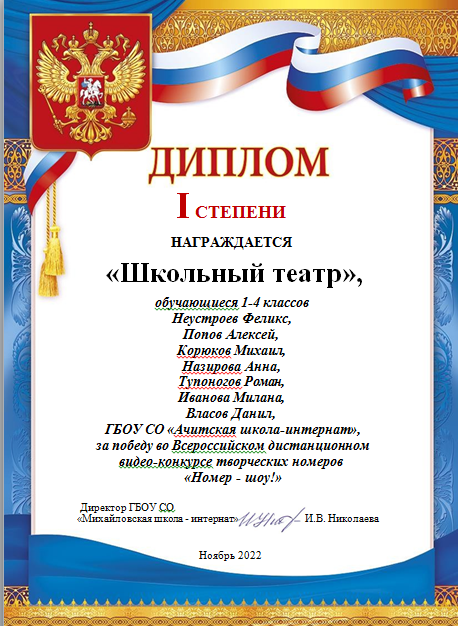 ДИПЛОМ
I СТЕПЕНИ
НАГРАЖДАЕТСЯ
«Школьный театр»,
обучающиеся 1-4 классов
Неустроев Феликс,
Попов Алексей,
Корюков Михаил,
Назирова Анна,
Тупоногов Роман,
Иванова Милана,
Власов Данил,
ГБОУ СО «Ачитская школа-интернат»,
за победу во Всероссийском дистанционном
видео-конкурсе творческих номеров
«Номер - шоу!»
Директор ГБОУ СО
«Михайловская школа - интернат» И.В. Николаева
Ноябрь 2022